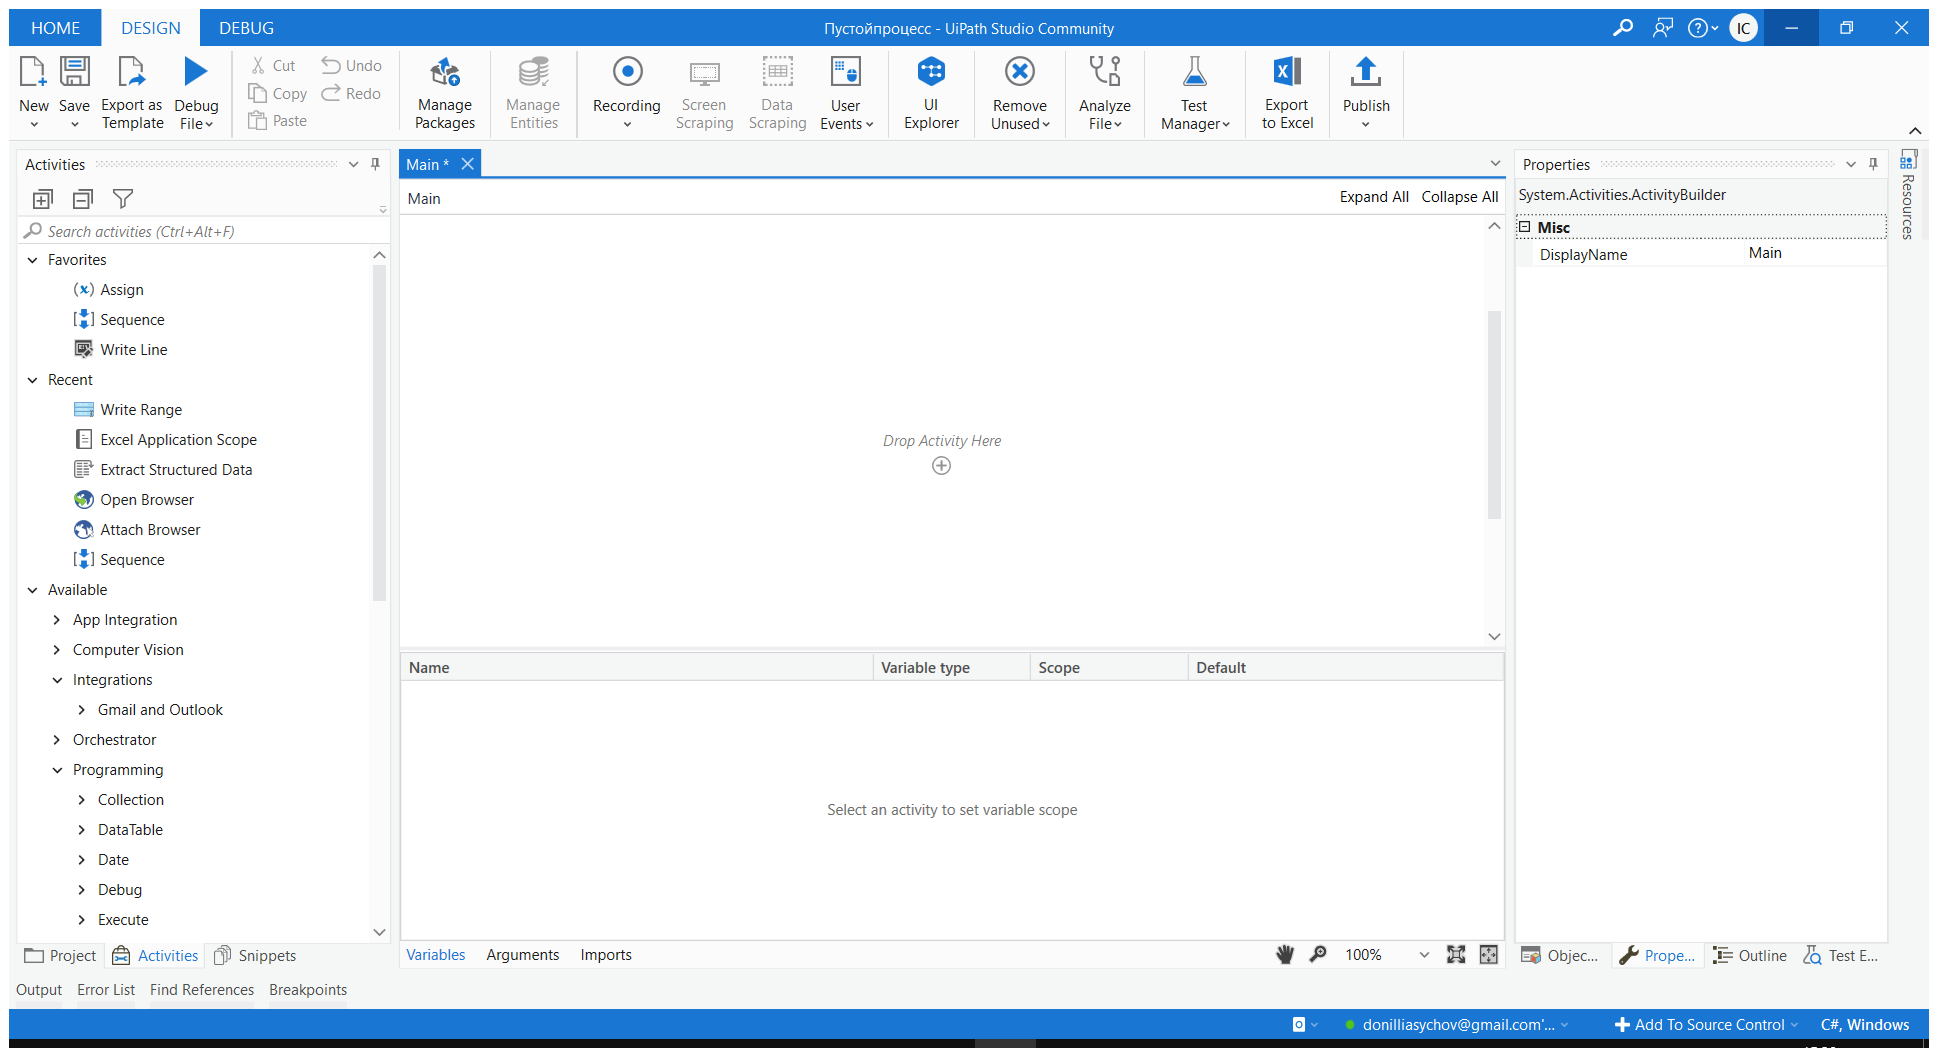 HOME DESIGN DEBUG Пустойпроцесс - UiPath Studio Community IC
New Save Export as Template Debug File
Cut Copy Paste Undo Redo
Manage Packages Manage Entities
Recording Screen Scraping Data Scraping User Events
UI Explorer Remove Unused Analyze File Test Manager Export to Excel Publish
Activities
Search activities (Ctrl+Alt+F)
Favorites
Assign
Sequence
Write Line
Recent
Write Range
Excel Application Scope
Extract Structured Data
Open Browser
Attach Browser
Sequence
Available
App Integration
Computer Vision
Integrations
Gmail and Outlook
Orchestrator
Programming
Collection
DataTable
Date
Debug
Execute
Project Activities Snippets
Main *
Main Expand All Collapse All
Drop Activity Here
Name Variable type Scope Default
Select an activity to set variable scope
Variables Arguments Imports 100%
Properties
System.Activities.ActivityBuilder
Misc
DisplayName Main
Resources
Objec... Prope... Outline Test E...
Output Error List Find References Breakpoints
donilliasychov@gmail.com'... Add To Source Control C#, Windows